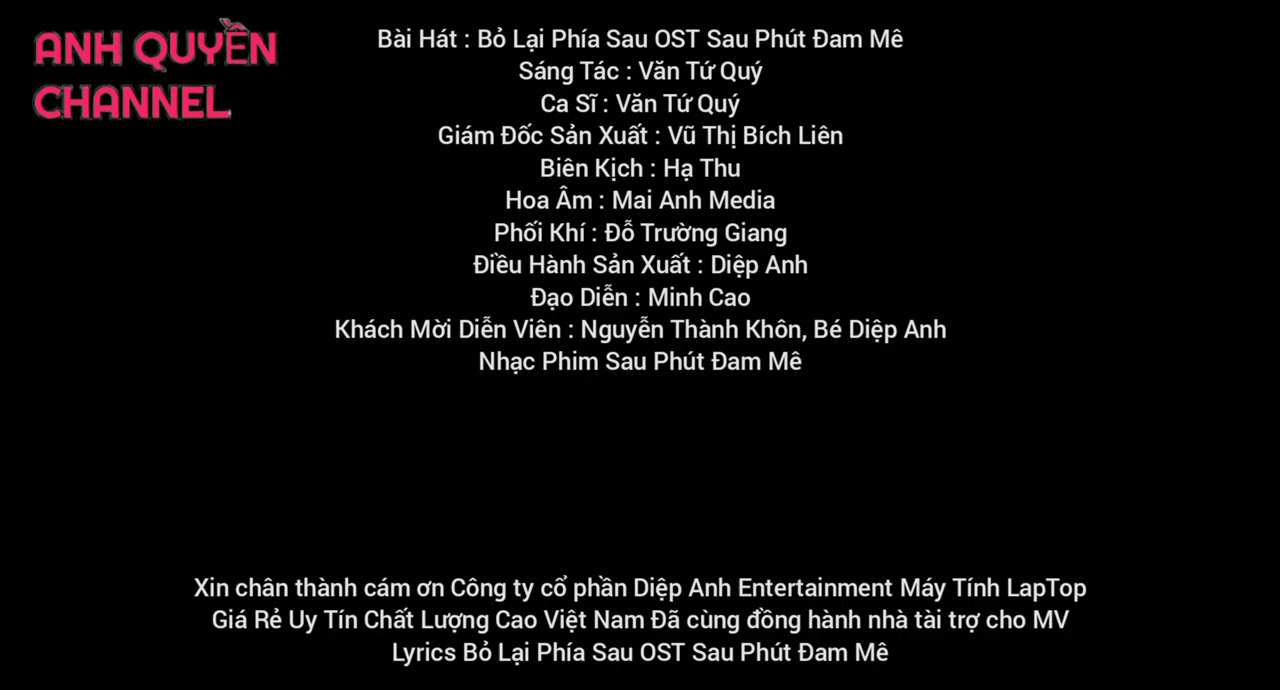 ANH QUYỀN
CHANNEL
Bài Hát : Bỏ Lại Phía Sau OST Sau Phút Đam Mê
Sáng Tác : Văn Tứ Quý
Ca Sĩ : Văn Tứ Quý
Giám Đốc Sản Xuất : Vũ Thị Bích Liên
Biên Kịch : Hạ Thu
Hoa Âm : Mai Anh Media
Phối Khí : Đỗ Trường Giang
Điều Hành Sản Xuất : Diệp Anh
Đạo Diễn : Minh Cao
Khách Mời Diễn Viên : Nguyễn Thành Khôn, Bé Diệp Anh
Nhạc Phim Sau Phút Đam Mê
Xin chân thành cám ơn Công ty cổ phần Diệp Anh Entertainment Máy Tính LapTop
Giá Rẻ Uy Tín Chất Lượng Cao Việt Nam Đã cùng đồng hành nhà tài trợ cho MV
Lyrics Bỏ Lại Phía Sau OST Sau Phút Đam Mê